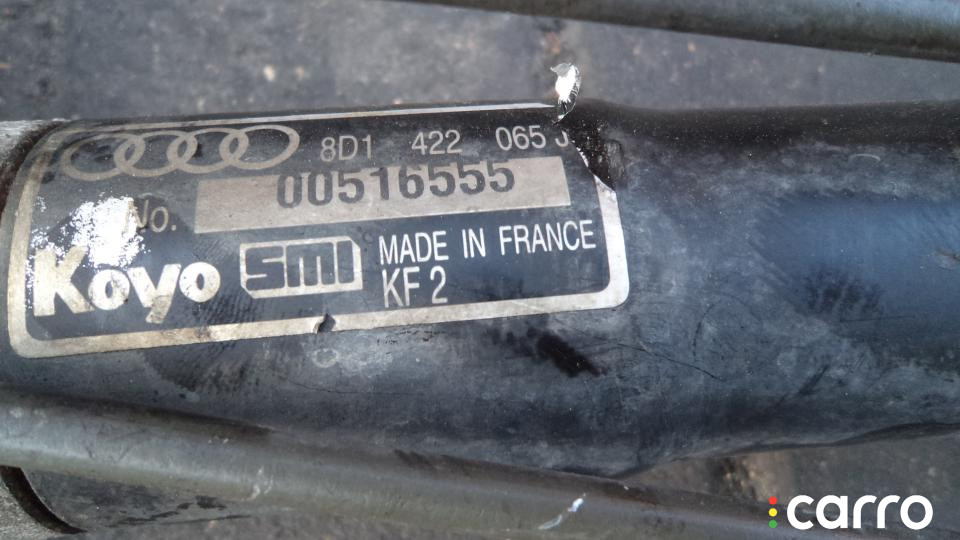 8D1 422 065 J
No. 00516555
Koyo SMI MADE IN FRANCE
KF 2
carro